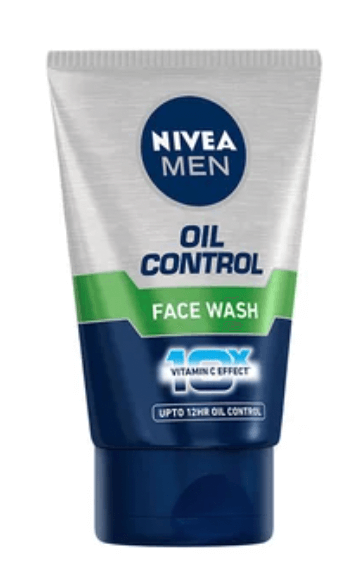 NIVEA
MEN
OIL
CONTROL
FACE WASH
10X
VITAMIN C EFFECT
UPTO 12HR OIL CONTROL